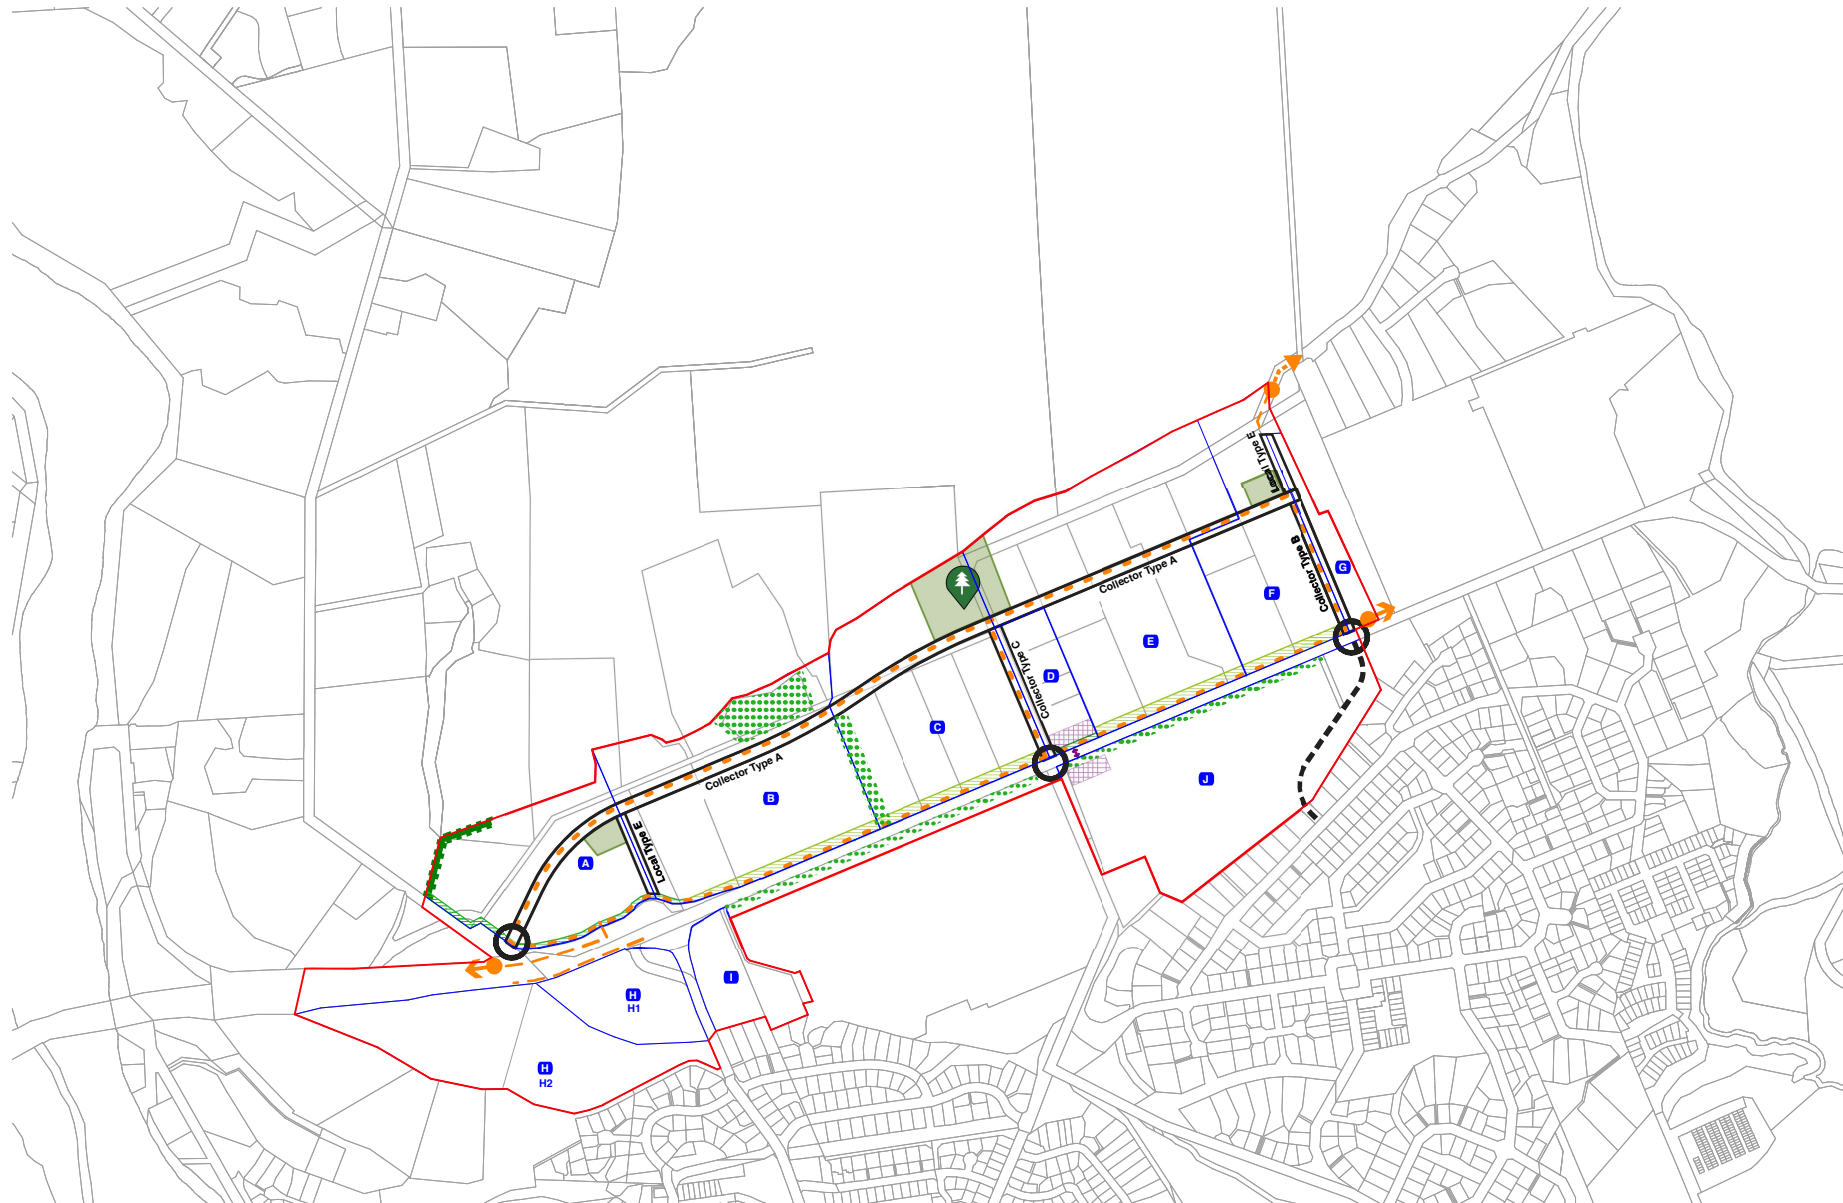 Local Type E
Collector Type B
G
Collector Type A
F
E
Collector Type C
D
C
J
Collector Type A
B
Local Type E
A
I
H
H1
H
H2